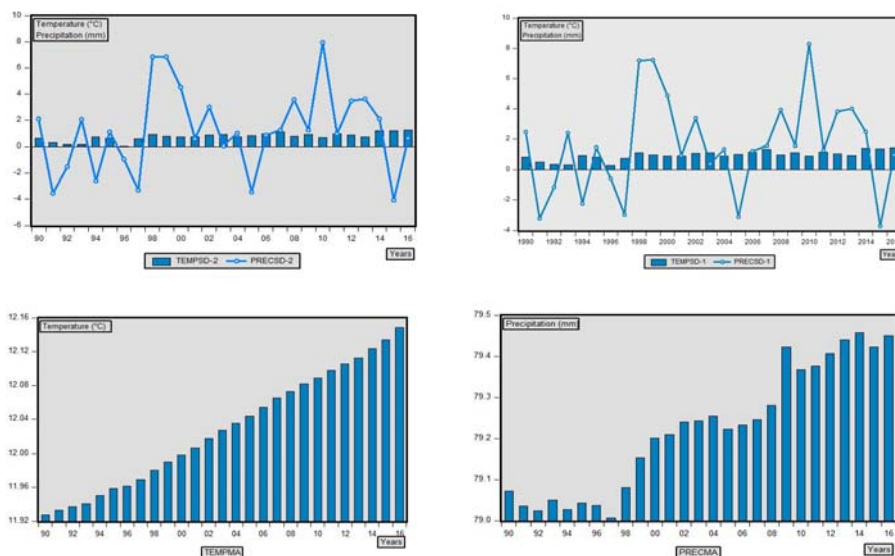 Temperature (°C)
Precipitation (mm)
10
8
6
4
2
0
-2
-4
-6
90 92 94 96 98 00 02 04 06 08 10 12 14 16
Years
TEMPSD-2 PRECSD-2
Temperature (°C)
Precipitation (mm)
10
8
6
4
2
0
-2
-4
1990 1992 1994 1996 1998 2000 2002 2004 2006 2008 2010 2012 2014
TEMPSD-1 PRECSD-1
Temperature (°C)
12.16
12.12
12.08
12.04
12.00
11.96
11.92
90 92 94 96 98 00 02 04 06 08 10 12 14 16
Years
TEMPMA
Precipitation (mm)
79.5
79.4
79.3
79.2
79.1
79.0
90 92 94 96 98 00 02 04 06 08 10 12 14 16
Years
PRECMA